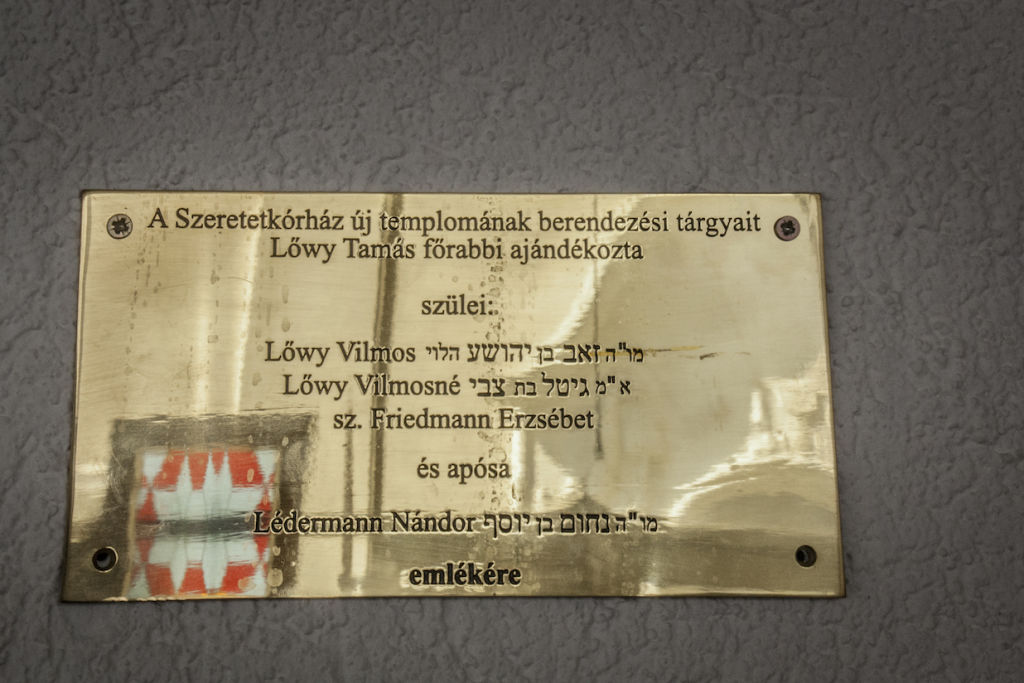 A Szeretetkórház új templomának berendezési tárgyait
Lőwy Tamás főrabbi ajándékozta
szülei:
Lőwy Vilmos מו"ה זאב בן יהושע הלוי
Lőwy Vilmosné א"מ גיטל בת צבי
sz. Friedmann Erzsébet
és apósa
Lédermann Nándor מו"ה נחום בן יוסף
emlékére